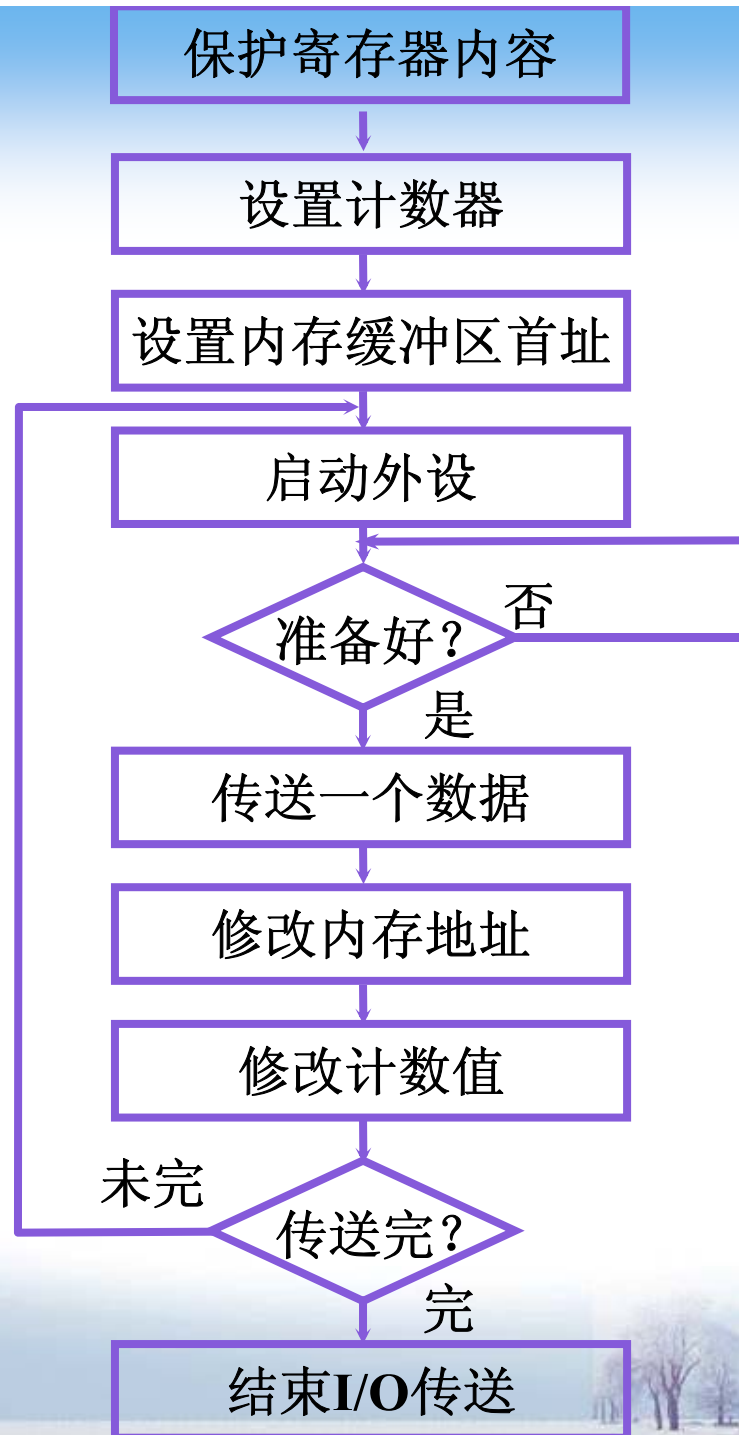 保护寄存器内容
设置计数器
设置内存缓冲区首址
启动外设
准备好?
否
是
传送一个数据
修改内存地址
修改计数值
未完
传送完?
完
结束I/O传送